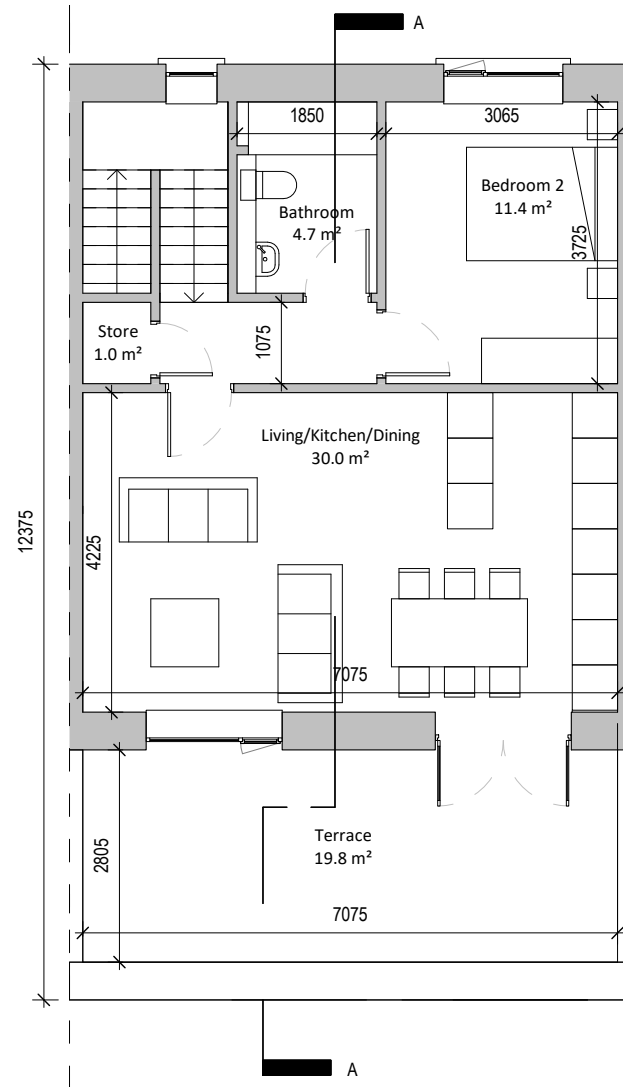 A
1850
3065
Bedroom 2
11.4 m²
Bathroom
4.7 m²
3725
Store
1.0 m²
1075
Living/Kitchen/Dining
30.0 m²
12375
4225
7075
Terrace
19.8 m²
2805
7075
A